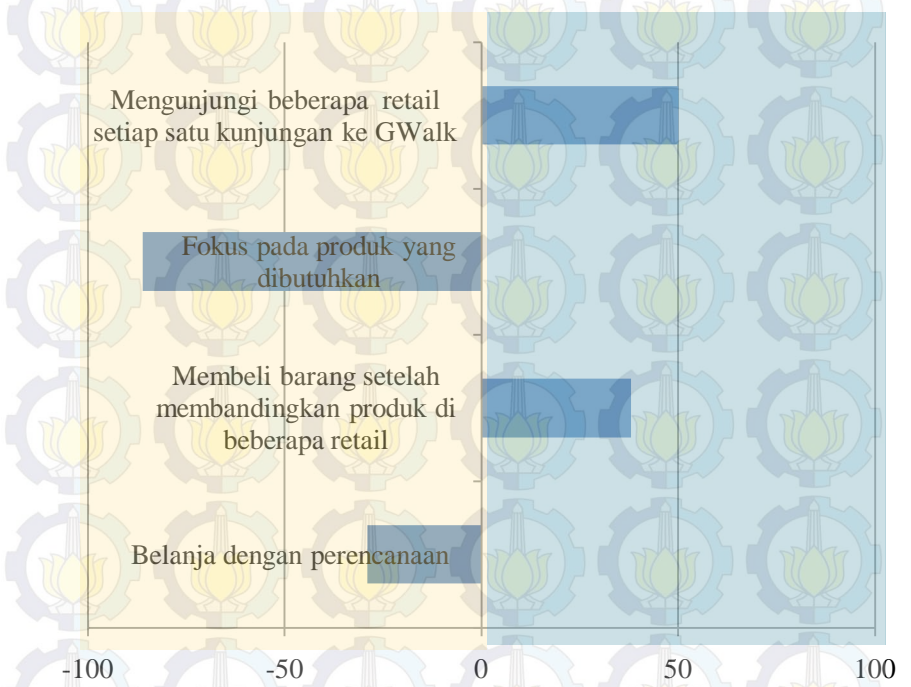 Mengunjungi beberapa retail
setiap satu kunjungan ke GWalk
Fokus pada produk yang
dibutuhkan
Membeli barang setelah
membandingkan produk di
beberapa retail
Belanja dengan perencanaan
-100 -50 0 50 100